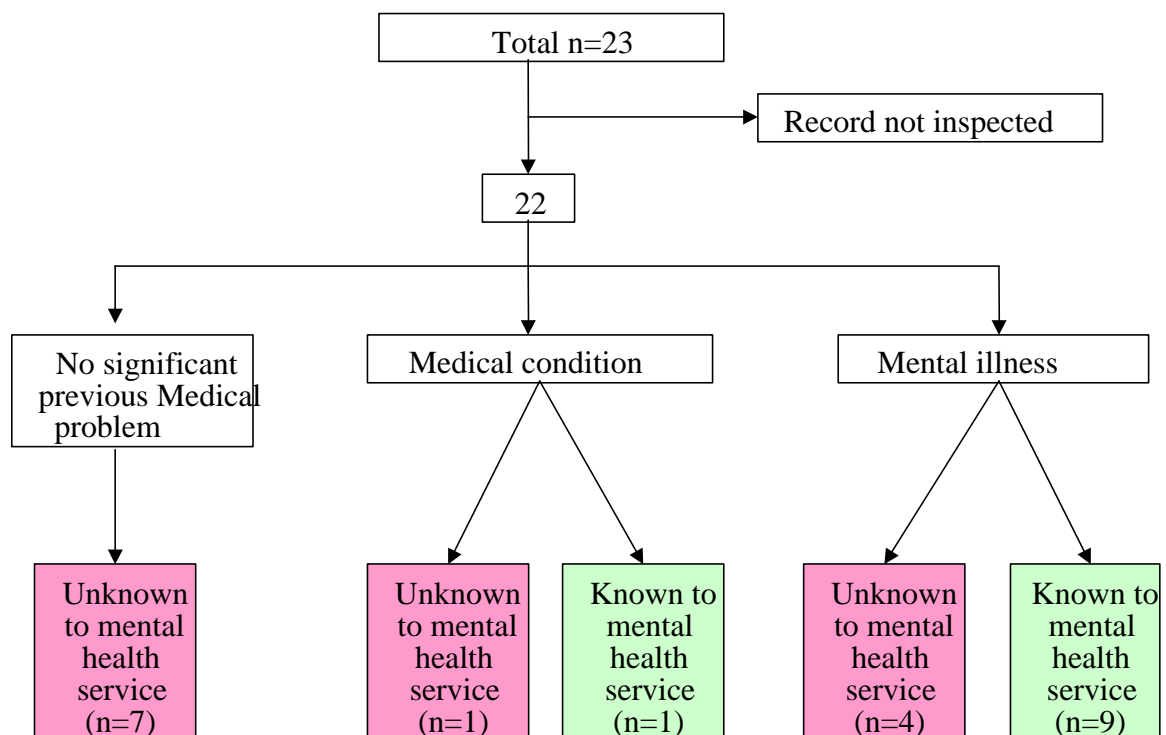 Total n=23
Record not inspected
22
No significant
previous Medical
problem
Medical condition
Mental illness
Unknown
to mental
health
service
(n=7)
Unknown
to mental
health
service
(n=1)
Known to
mental
health
service
(n=1)
Unknown
to mental
health
service
(n=4)
Known to
mental
health
service
(n=9)